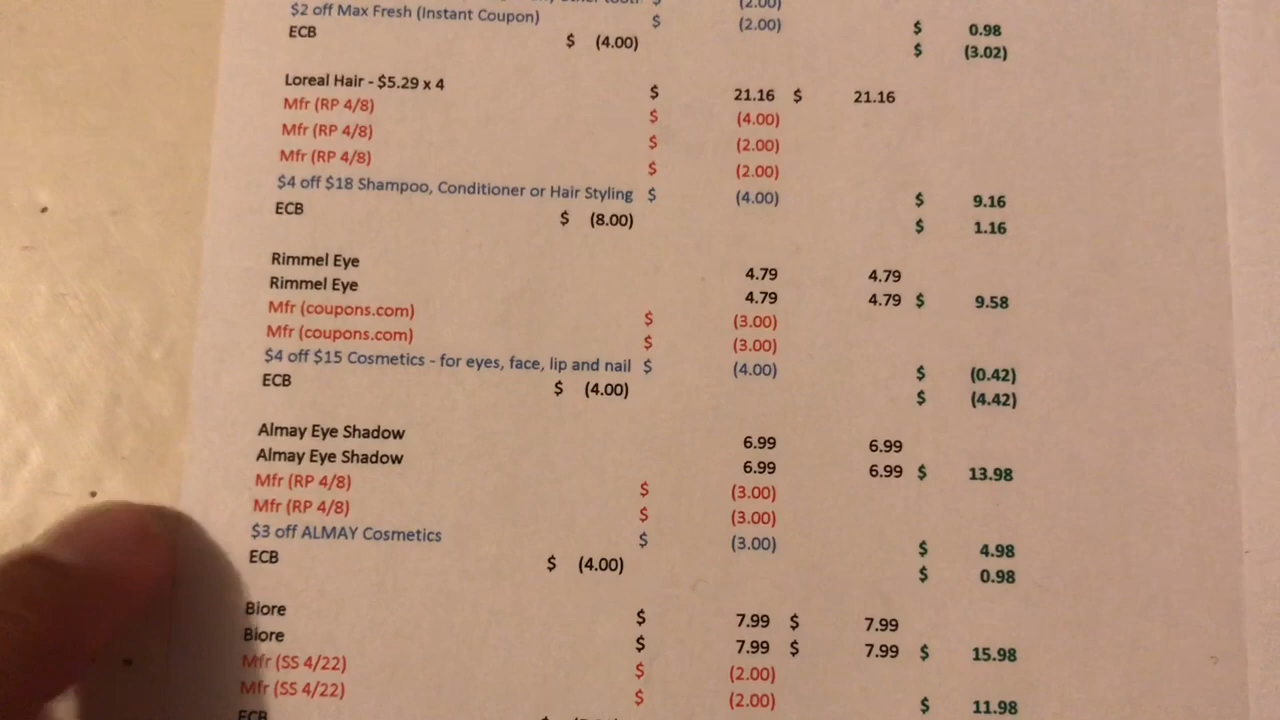 $ (2.00)
$2 off Max Fresh (Instant Coupon) $ (2.00) $ 0.98
ECB $ (4.00) $ (3.02)
Loreal Hair - $5.29 x 4 $ 21.16 $ 21.16
Mfr (RP 4/8) $ (4.00)
Mfr (RP 4/8) $ (2.00)
Mfr (RP 4/8) $ (2.00)
$4 off $18 Shampoo, Conditioner or Hair Styling $ (4.00) $ 9.16
ECB $ (8.00) $ 1.16
Rimmel Eye 4.79 4.79
Rimmel Eye 4.79 4.79 $ 9.58
Mfr (coupons.com) $ (3.00)
Mfr (coupons.com) $ (3.00)
$4 off $15 Cosmetics - for eyes, face, lip and nail $ (4.00) $ (0.42)
ECB $ (4.00) $ (4.42)
Almay Eye Shadow 6.99 6.99
Almay Eye Shadow 6.99 6.99 $ 13.98
Mfr (RP 4/8) $ (3.00)
Mfr (RP 4/8) $ (3.00)
$3 off ALMAY Cosmetics $ (3.00) $ 4.98
ECB $ (4.00) $ 0.98
Biore $ 7.99 $ 7.99
Biore $ 7.99 $ 7.99 $ 15.98
Mfr (SS 4/22) $ (2.00)
Mfr (SS 4/22) $ (2.00) $ 11.98
ECB